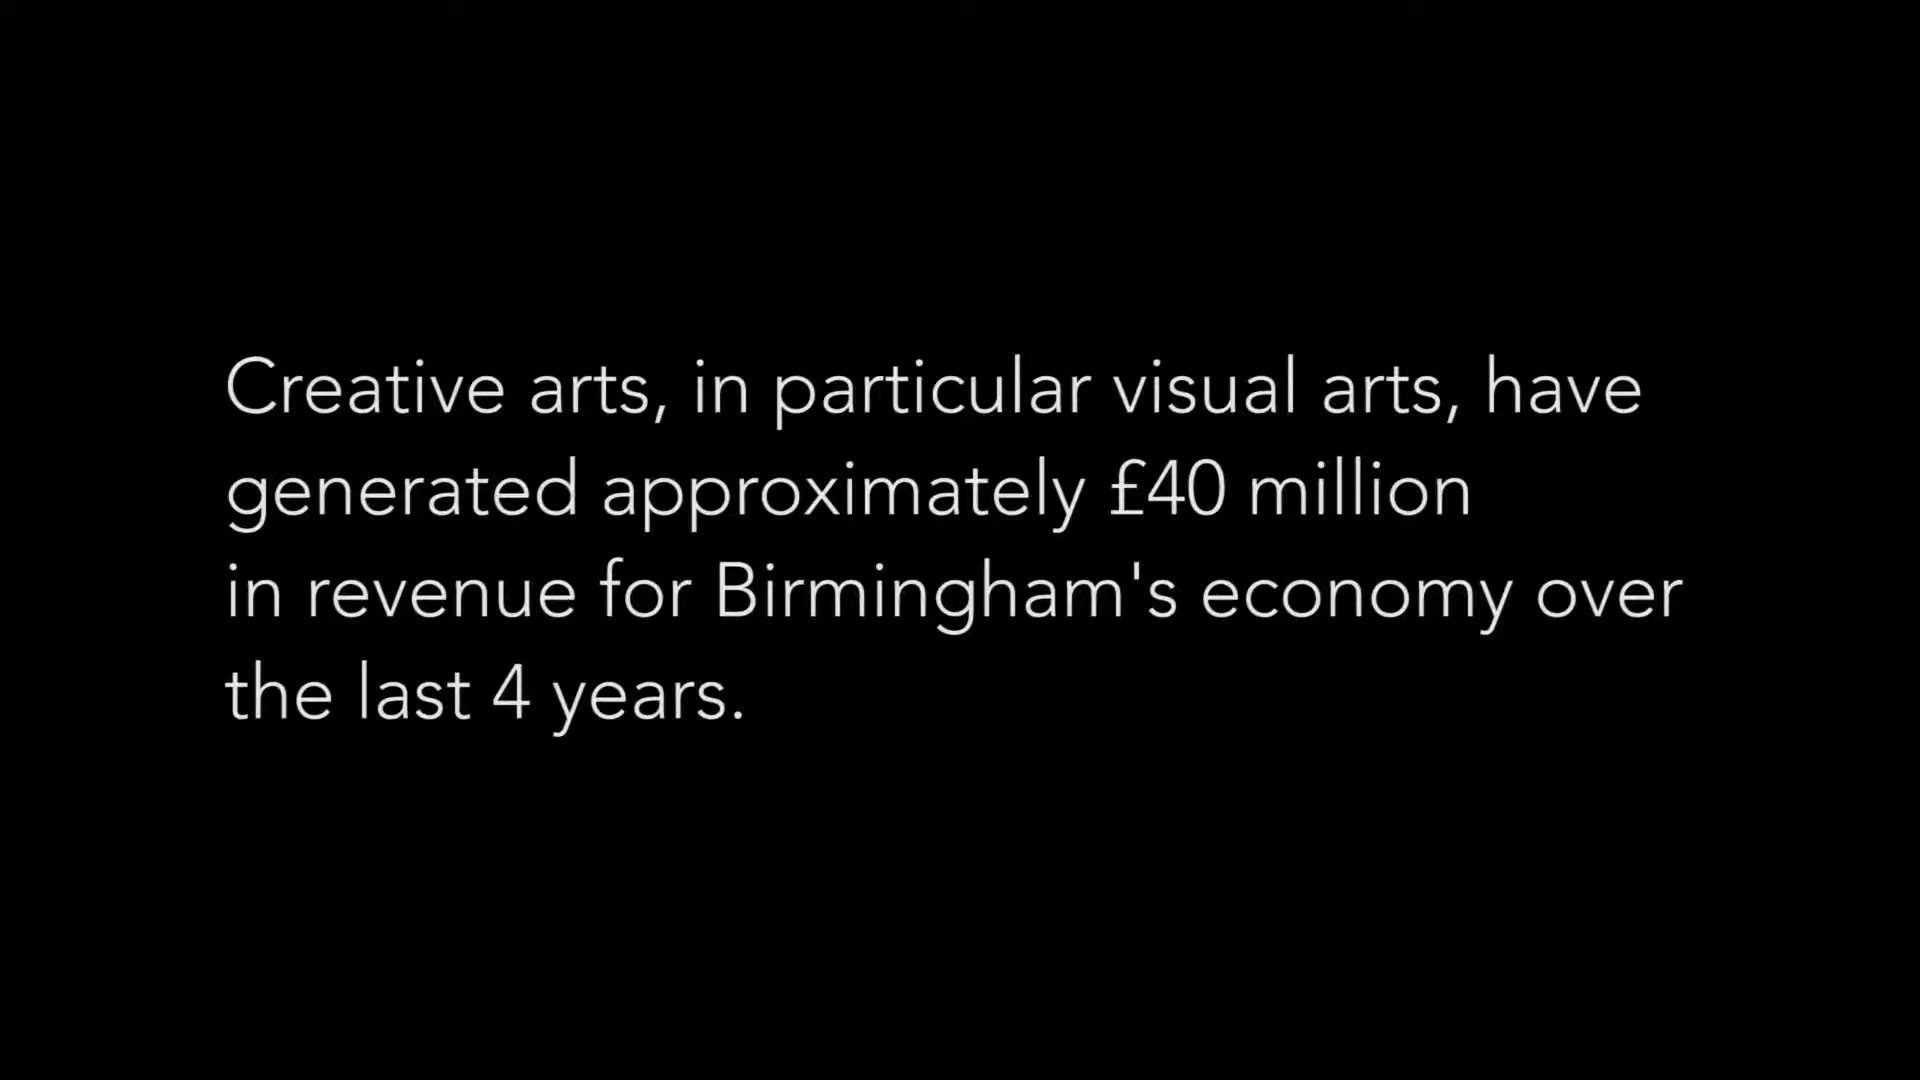 Creative arts, in particular visual arts, have
generated approximately £40 million
in revenue for Birmingham's economy over
the last 4 years.